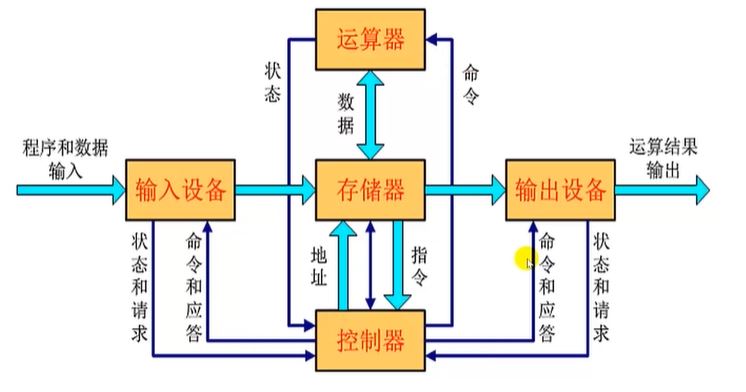 运算器
状态
数据
命令
程序和数据
输入
运算结果
输出
输入设备
存储器
输出设备
状态和请求
命令和应答
地址
指令
命令和应答
状态和请求
控制器